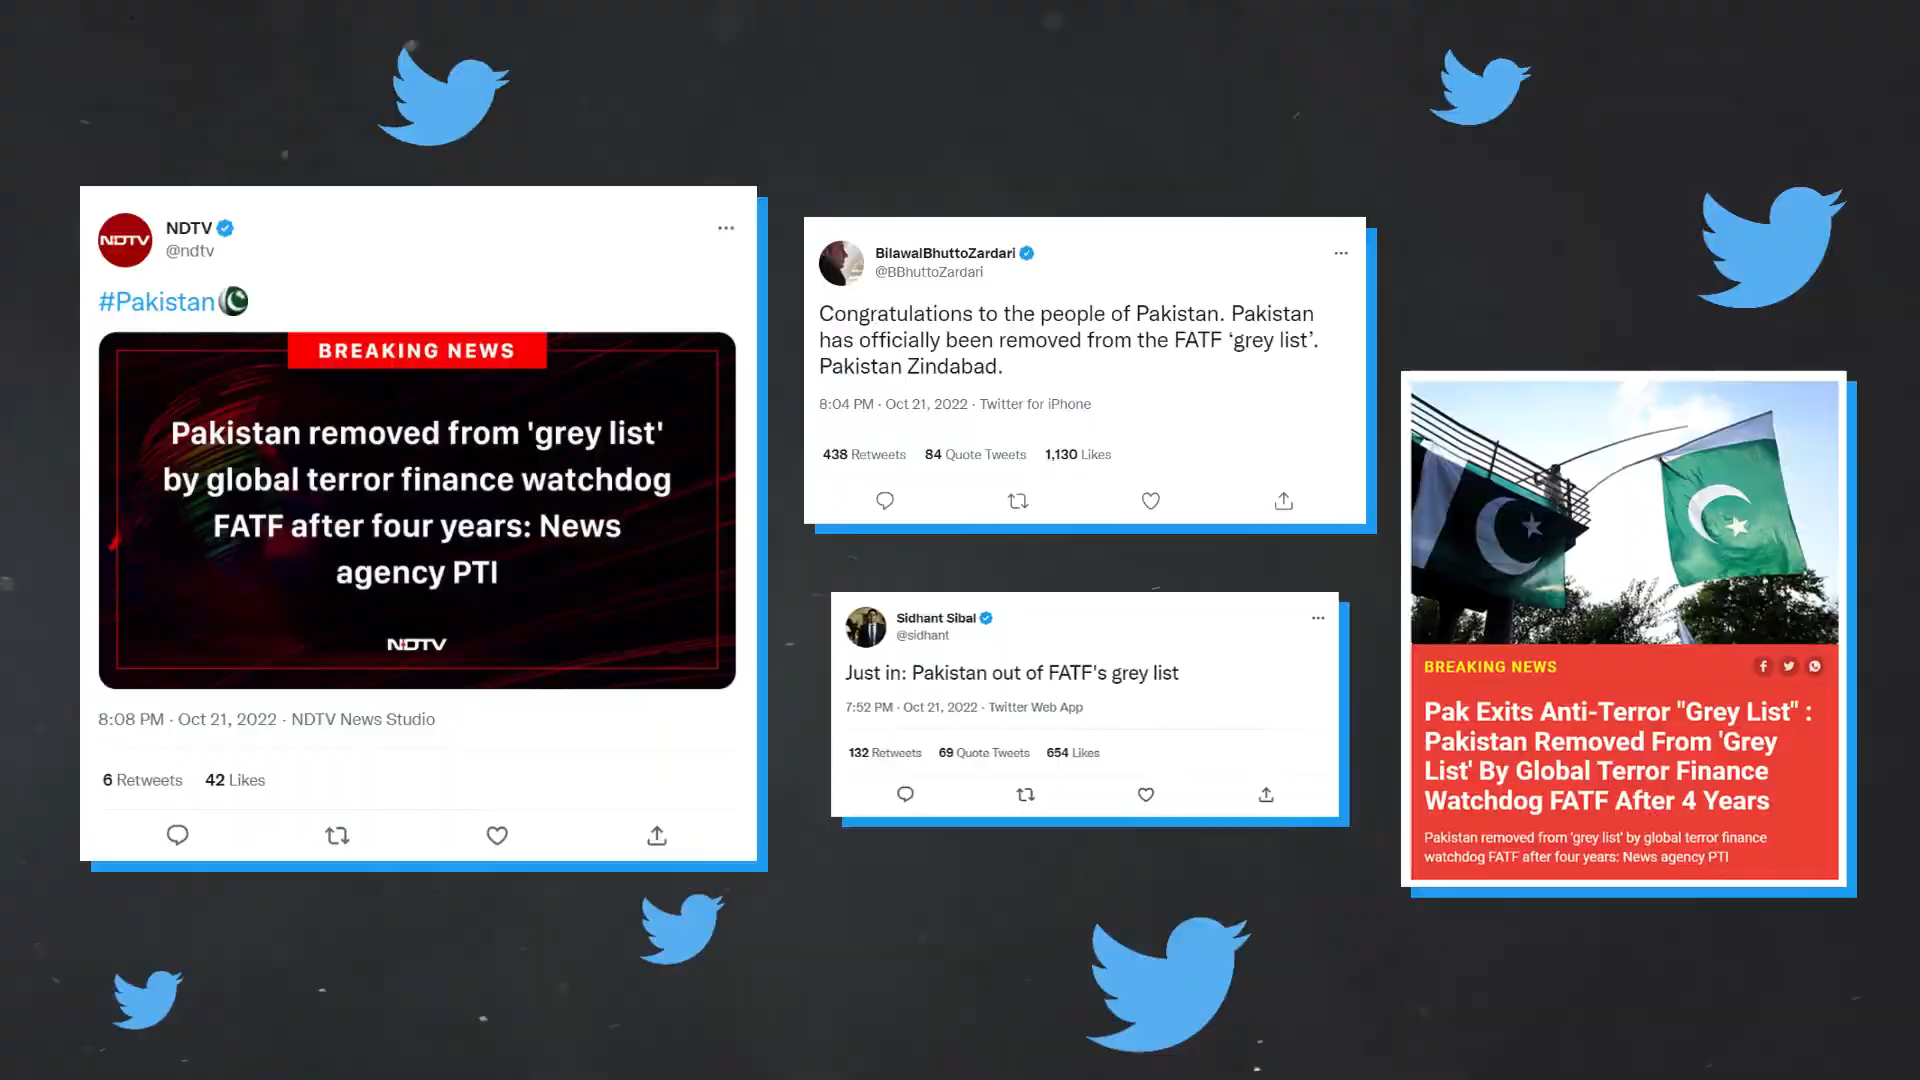 NDTV
NDTV
@ndtv
#Pakistan
BREAKING NEWS
Pakistan removed from 'grey list'
by global terror finance watchdog
FATF after four years: News
agency PTI
NDTV
8:08 PM · Oct 21, 2022 · NDTV News Studio
6 Retweets 42 Likes
BilawalBhuttoZardari
@BBhuttoZardari
Congratulations to the people of Pakistan. Pakistan
has officially been removed from the FATF ‘grey list’.
Pakistan Zindabad.
8:04 PM · Oct 21, 2022 · Twitter for iPhone
438 Retweets 84 Quote Tweets 1,130 Likes
Sidhant Sibal
@sidhant
Just in: Pakistan out of FATF's grey list
7:52 PM · Oct 21, 2022 · Twitter Web App
132 Retweets 69 Quote Tweets 654 Likes
BREAKING NEWS
Pak Exits Anti-Terror "Grey List" :
Pakistan Removed From 'Grey
List' By Global Terror Finance
Watchdog FATF After 4 Years
Pakistan removed from 'grey list' by global terror finance
watchdog FATF after four years: News agency PTI